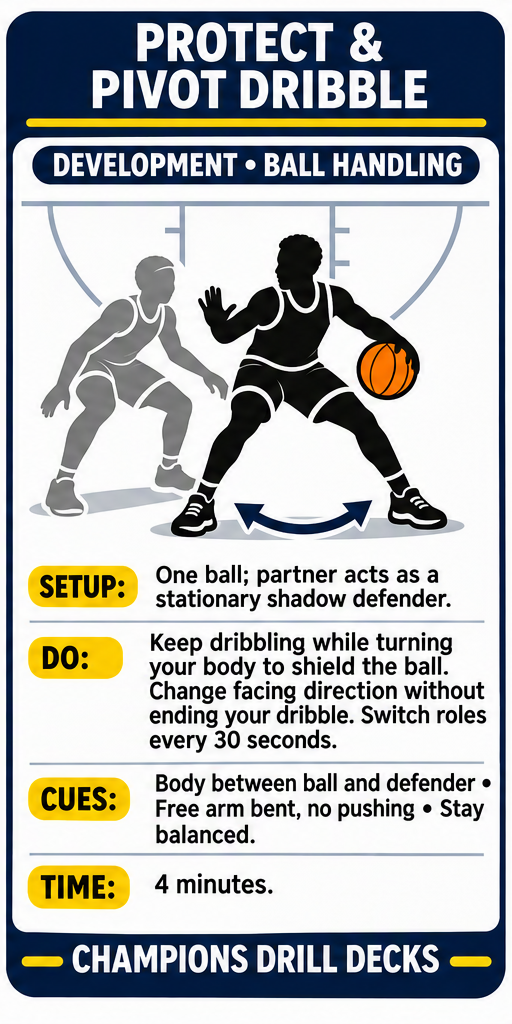 PROTECT &
PIVOT DRIBBLE
DEVELOPMENT • BALL HANDLING
SETUP: One ball; partner acts as a
stationary shadow defender.
DO: Keep dribbling while turning
your body to shield the ball.
Change facing direction without
ending your dribble. Switch roles
every 30 seconds.
CUES: Body between ball and defender •
Free arm bent, no pushing • Stay
balanced.
TIME: 4 minutes.
CHAMPIONS DRILL DECKS